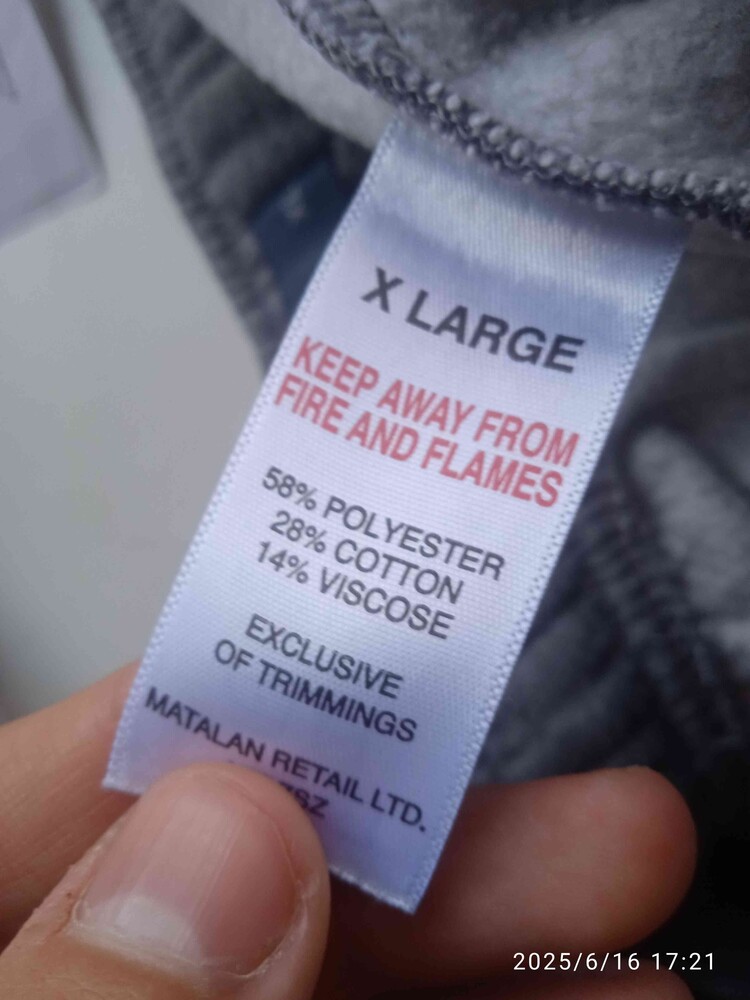 X LARGE
KEEP AWAY FROM
FIRE AND FLAMES
58% POLYESTER
28% COTTON
14% VISCOSE
EXCLUSIVE
OF TRIMMINGS
MATALAN RETAIL LTD.
2025/6/16 17:21